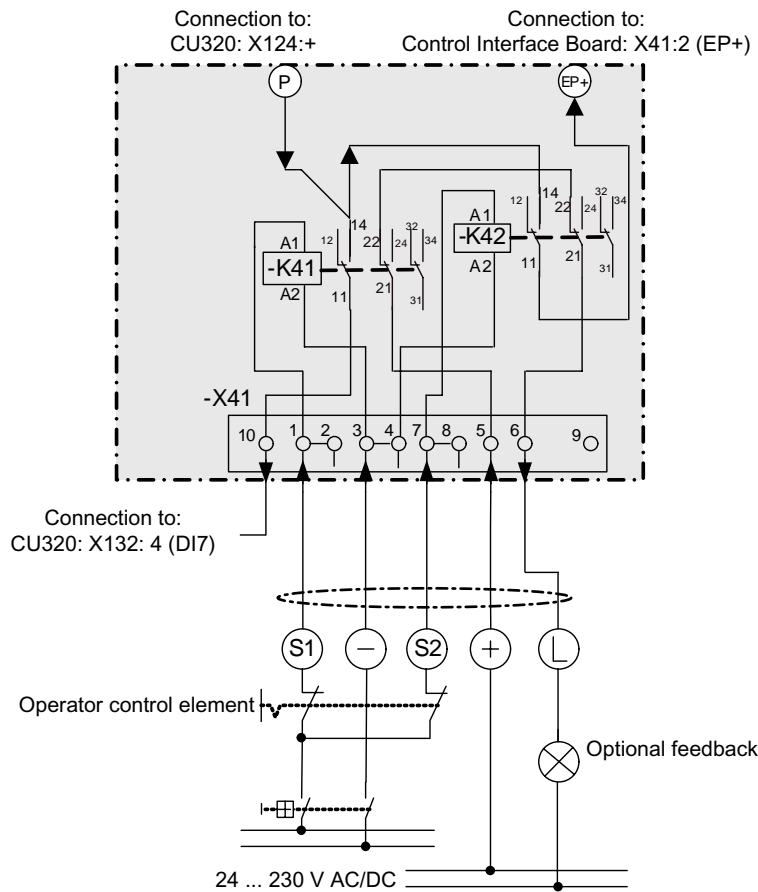 Connection to:
CU320: X124:+
Connection to:
Control Interface Board: X41:2 (EP+)
P
EP+
14
12
22
24
32
34
A1
-K41
A2
11
21
31
14
12
22
24
32
34
A1
-K42
A2
11
21
31
-X41
10 1 2 3 4 7 8 5 6 9
Connection to:
CU320: X132: 4 (DI7)
S1 − S2 + L
Operator control element
Optional feedback
24 ... 230 V AC/DC